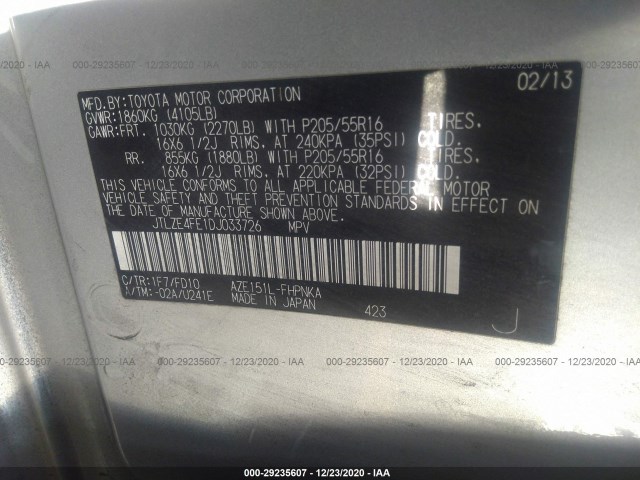 000-29235607 - 12/23/2020 - IAA
02/13
MFD.BY:TOYOTA MOTOR CORPORATION
GVWR:1860KG (4105LB)
GAWR:FRT. 1030KG (2270LB) WITH P205/55R16 TIRES.
16X6 1/2J RIMS, AT 240KPA (35PSI) COLD.
RR. 855KG (1880LB) WITH P205/55R16 TIRES.
16X6 1/2J RIMS, AT 220KPA (32PSI) COLD.
THIS VEHICLE CONFORMS TO ALL APPLICABLE FEDERAL MOTOR
VEHICLE SAFETY AND THEFT PREVENTION STANDARDS IN EFFECT ON
THE DATE OF MANUFACTURE SHOWN ABOVE.
JTLZE4FE1DJ033726 MPV
C/TR:1F7/FD10 AZE151L-FHPNKA
A/TM:-02A/U241E MADE IN JAPAN
423
J
000-29235607 - 12/23/2020 - IAA
000-29235607 - 12/23/2020 - IAA